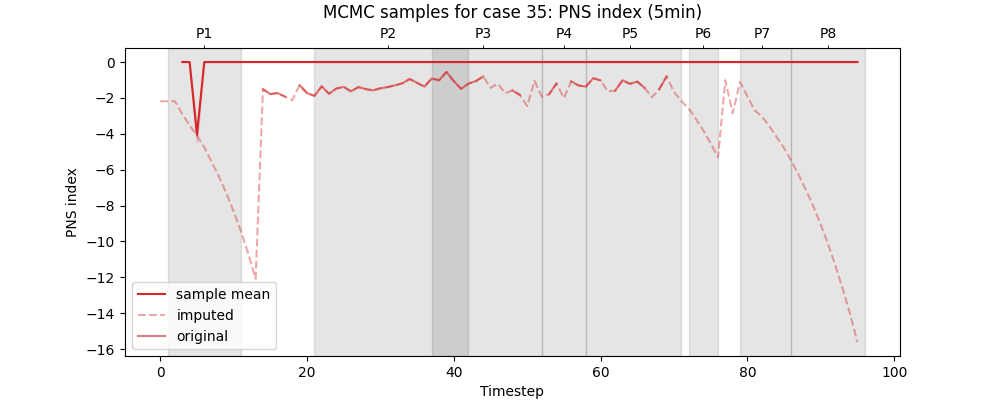 MCMC samples for case 35: PNS index (5min)
P1 P2 P3 P4 P5 P6 P7 P8
0
−2
−4
−6
−8
−10
−12
−14
−16
PNS index
sample mean
imputed
original
0 20 40 60 80 100
Timestep